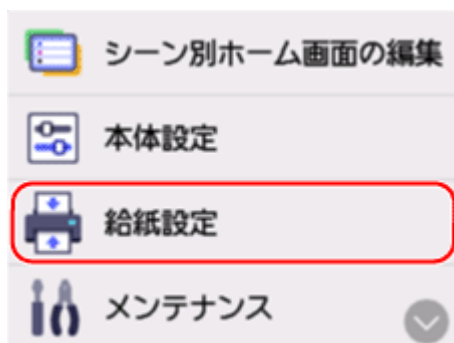 シーン別ホーム画面の編集
本体設定
給紙設定
メンテナンス